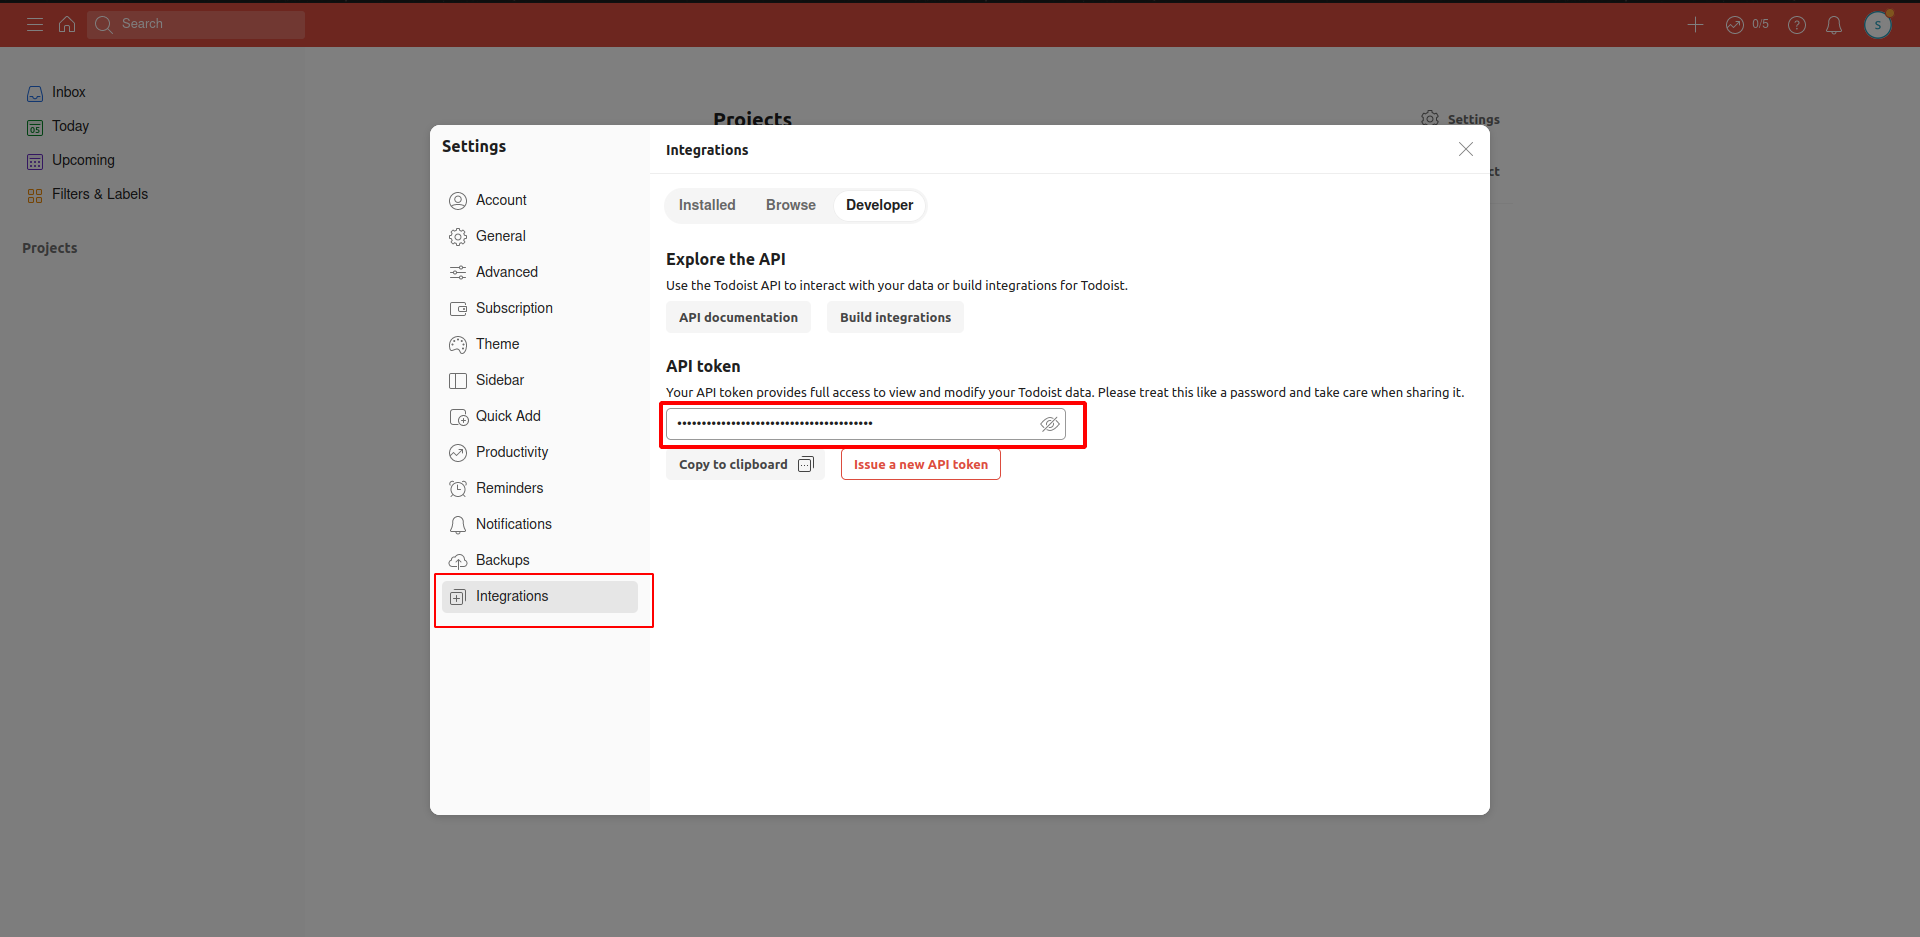 Search
0/5
?
S
Inbox
05
Today
Upcoming
Filters & Labels
Projects
Projects
Settings
ct
Settings
Account
General
Advanced
Subscription
Theme
Sidebar
Quick Add
Productivity
Reminders
Notifications
Backups
Integrations
Integrations
Installed Browse Developer
Explore the API
Use the Todoist API to interact with your data or build integrations for Todoist.
API documentation Build integrations
API token
Your API token provides full access to view and modify your Todoist data. Please treat this like a password and take care when sharing it.
••••••••••••••••••••••••••••••••••••••••
Copy to clipboard Issue a new API token